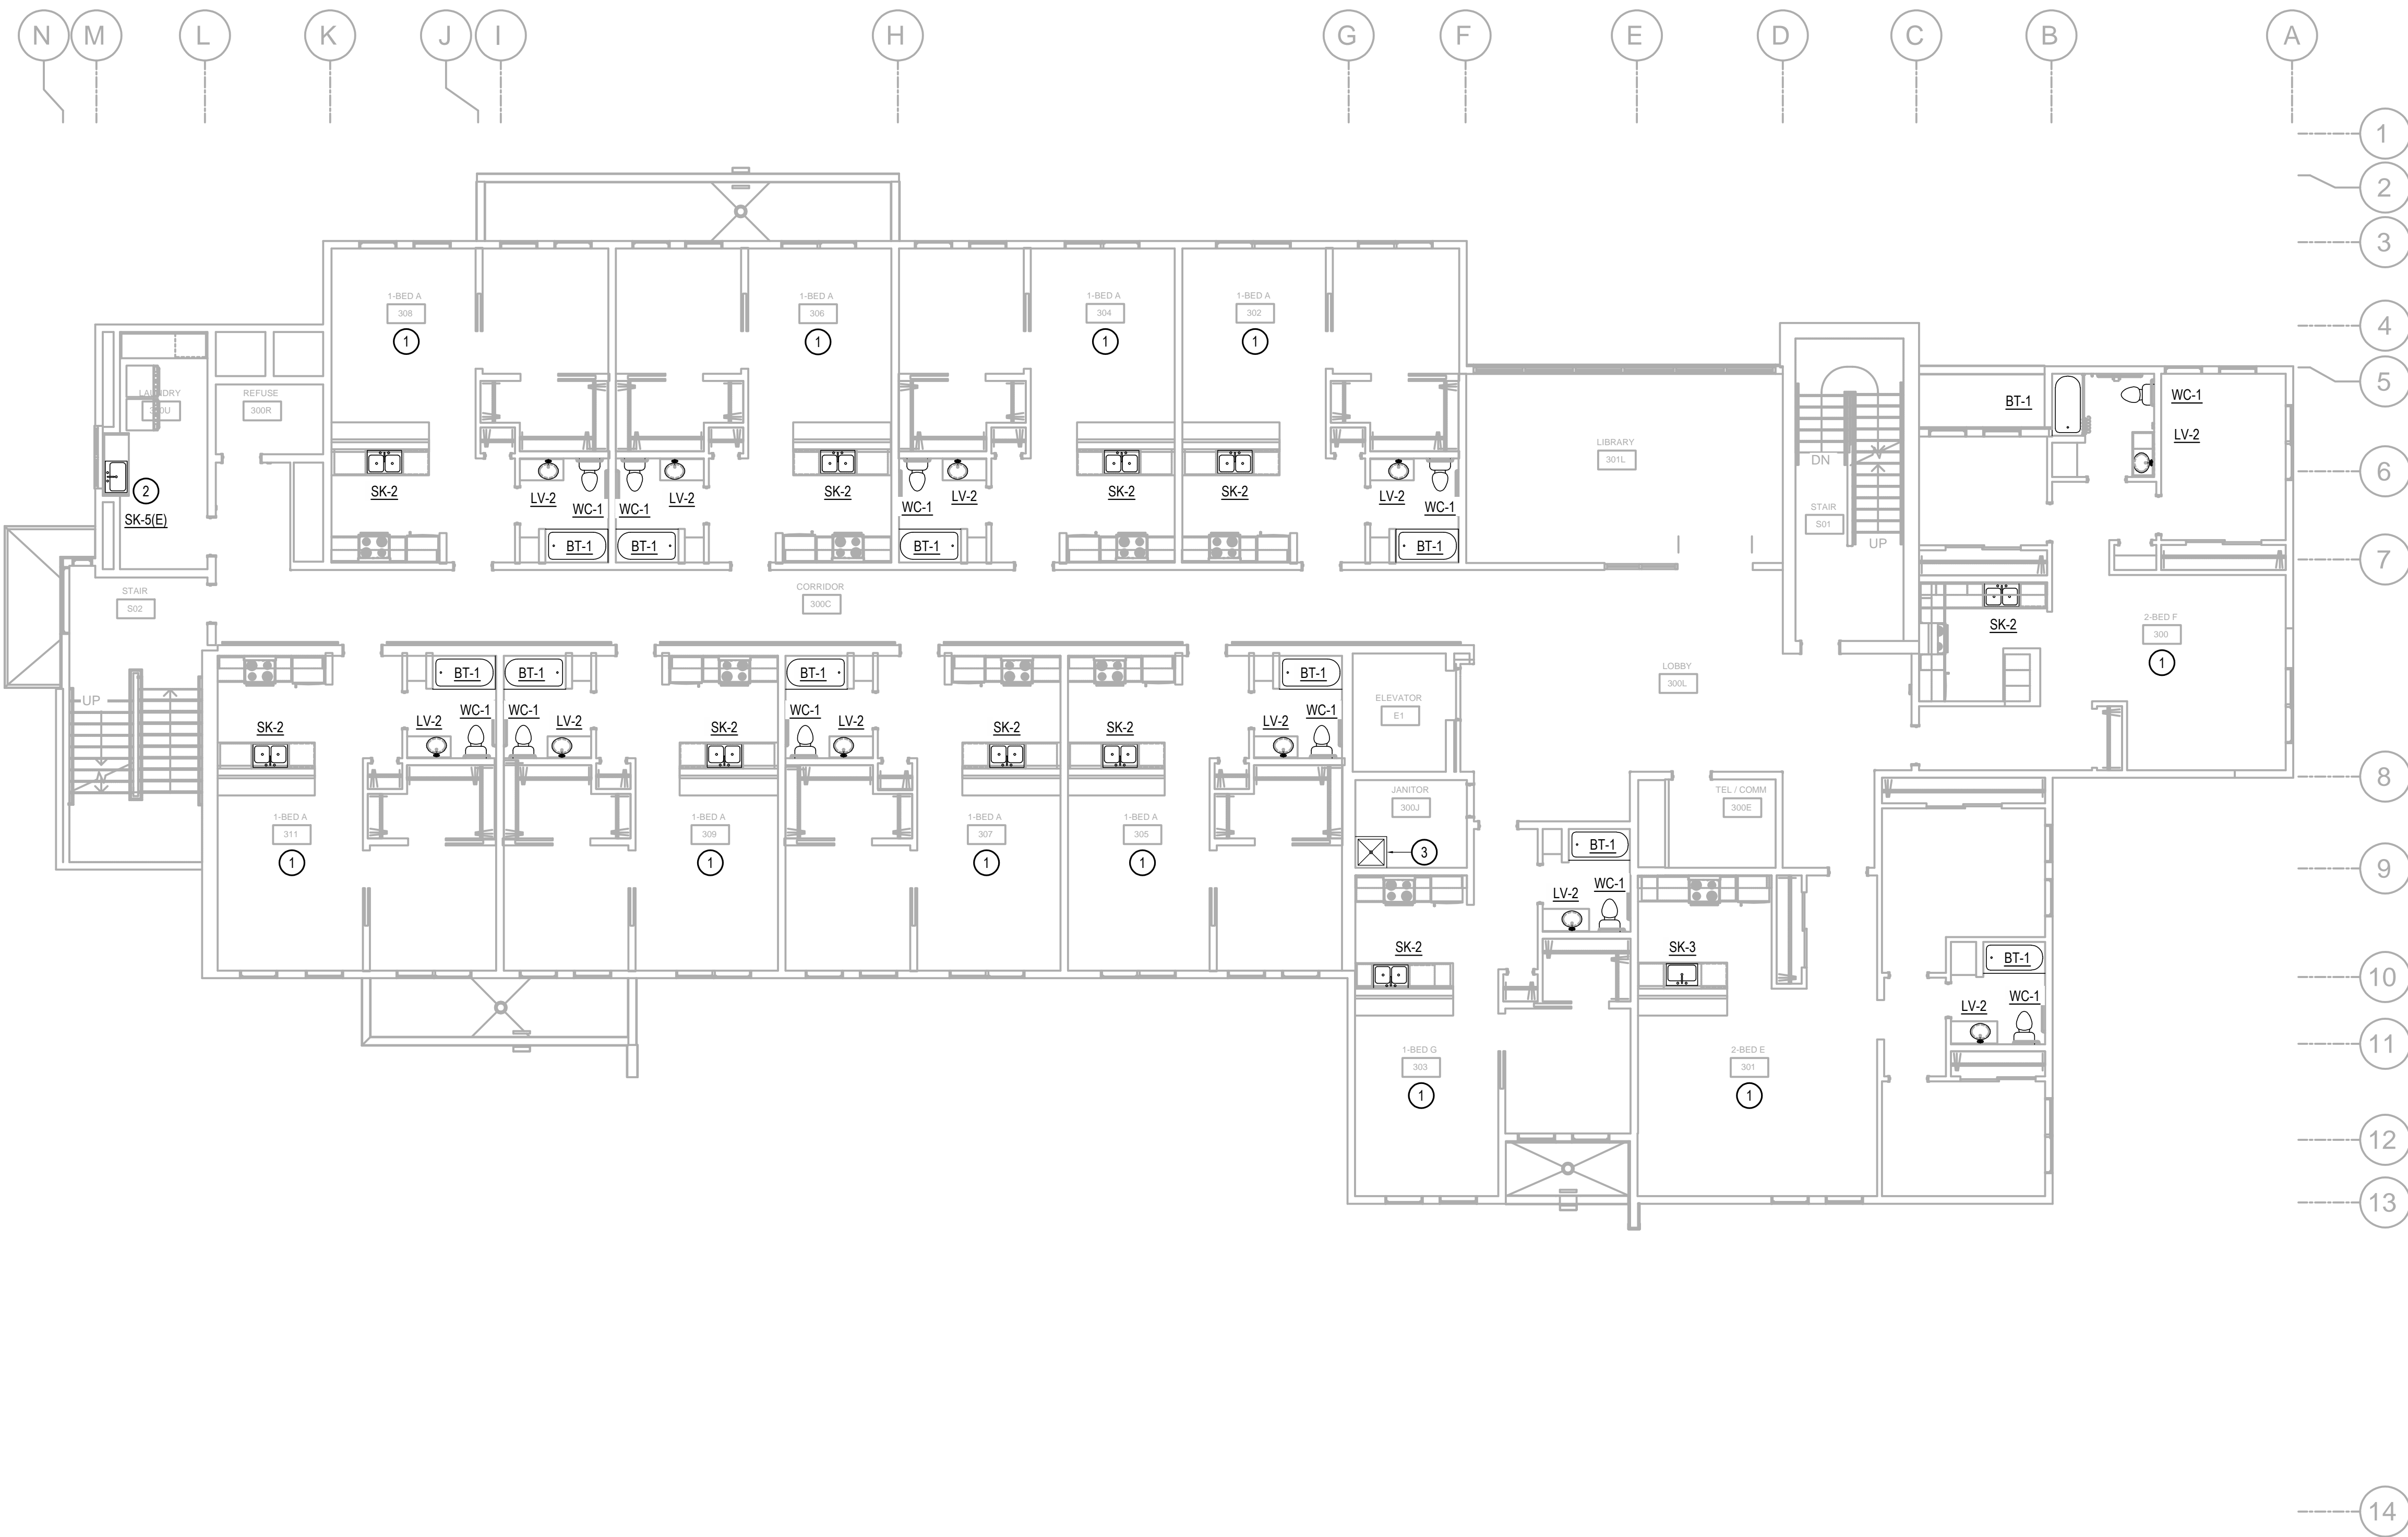 N M L K J I H G F E D C B A
1
2
3
1-BED A 1-BED A 1-BED A 1-BED A
308 306 304 302
4
1 1 1 1
5
LAUNDRY REFUSE
300R
BT-1 WC-1
LV-2
LIBRARY
301L
DN
6
2
SK-2 SK-2 SK-2 SK-2
LV-2 LV-2 LV-2 LV-2
WC-1 WC-1 WC-1 WC-1
SK-5(E)
STAIR
S01
UP
BT-1 BT-1 BT-1 BT-1
7
STAIR
S02
CORRIDOR
300C
SK-2
2-BED F
300
1
LOBBY
300L
BT-1 BT-1 BT-1 BT-1
UP
ELEVATOR
E1
WC-1 WC-1 WC-1 WC-1
LV-2 LV-2 LV-2 LV-2
SK-2 SK-2 SK-2 SK-2
8
JANITOR
300J
TEL / COMM
300E
1-BED A 1-BED A 1-BED A 1-BED A
311 309 307 305
1 1 1 1
3
BT-1
9
LV-2 WC-1
SK-2 SK-3
BT-1
10
LV-2 WC-1
11
1-BED G 2-BED E
303 301
1 1
12
13
14